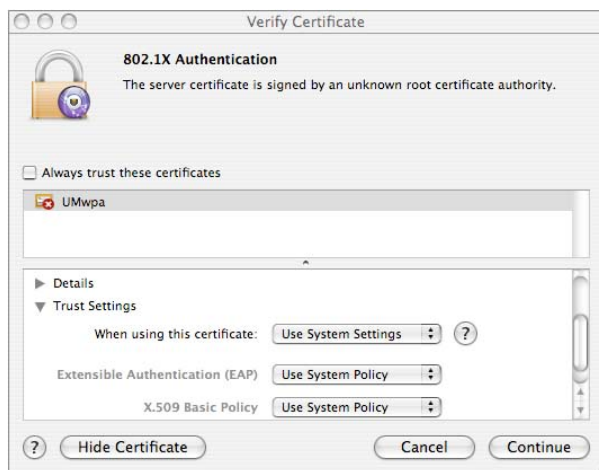 Verify Certificate
802.1X Authentication
The server certificate is signed by an unknown root certificate authority.
Always trust these certificates
UMwpa
Details
Trust Settings
When using this certificate: Use System Settings ?
Extensible Authentication (EAP) Use System Policy
X.509 Basic Policy Use System Policy
? Hide Certificate Cancel Continue